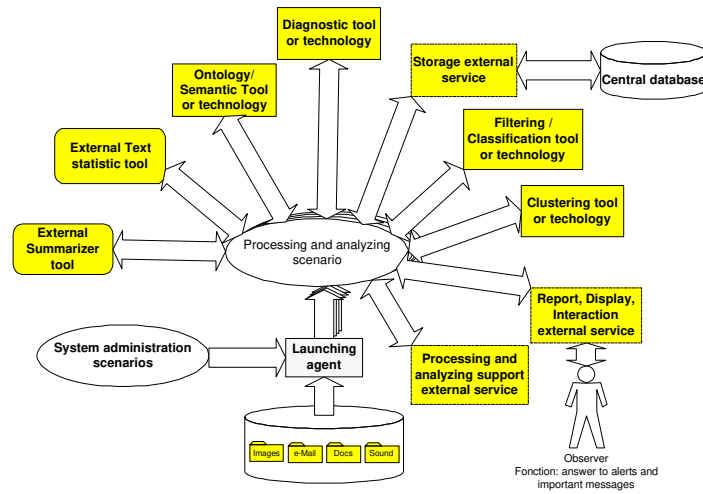 Diagnostic tool
or technology
Storage external
service
Central database
Ontology/
Semantic Tool
or technology
Filtering /
Classification tool
or technology
External Text
statistic tool
Clustering tool
or techology
External
Summarizer
tool
Processing and analyzing
scenario
Report, Display,
Interaction
external service
System administration
scenarios
Launching
agent
Processing and
analyzing support
external service
Images
e-Mail
Docs
Sound
Observer
Fonction: answer to alerts and
important messages